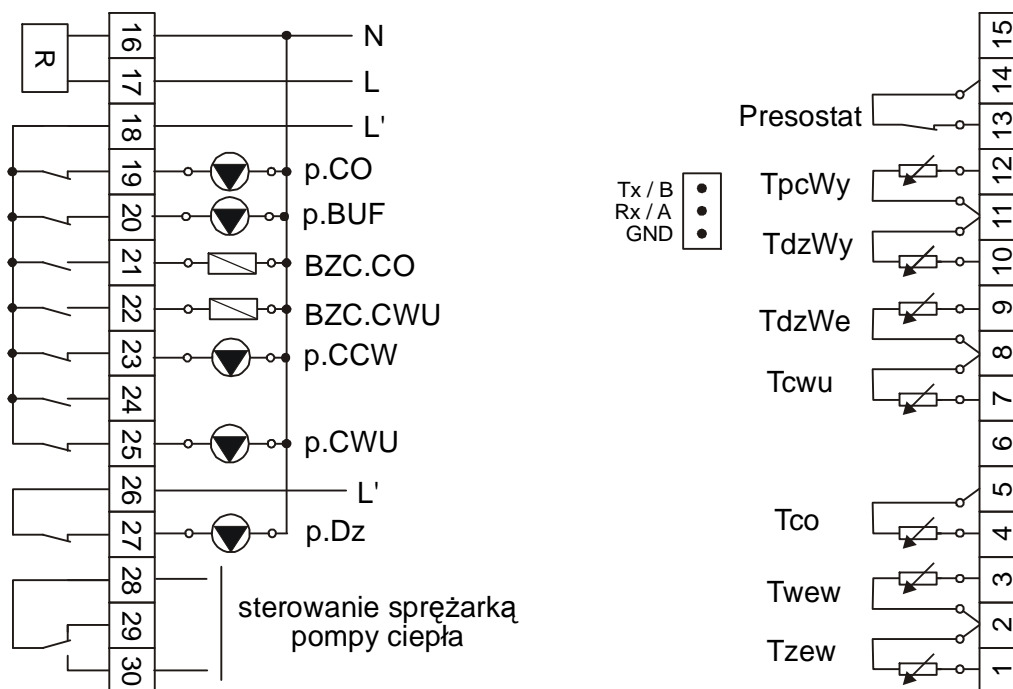 R
16
17
18
19
20
21
22
23
24
25
26
27
28
29
30
N
L
L'
p.CO
p.BUF
BZC.CO
BZC.CWU
p.CCW
p.CWU
L'
p.Dz
sterowanie sprężarką
pompy ciepła
Tx / B
Rx / A
GND
Presostat
TpcWy
TdzWy
TdzWe
Tcwu
Tco
Twew
Tzew
15
14
13
12
11
10
9
8
7
6
5
4
3
2
1